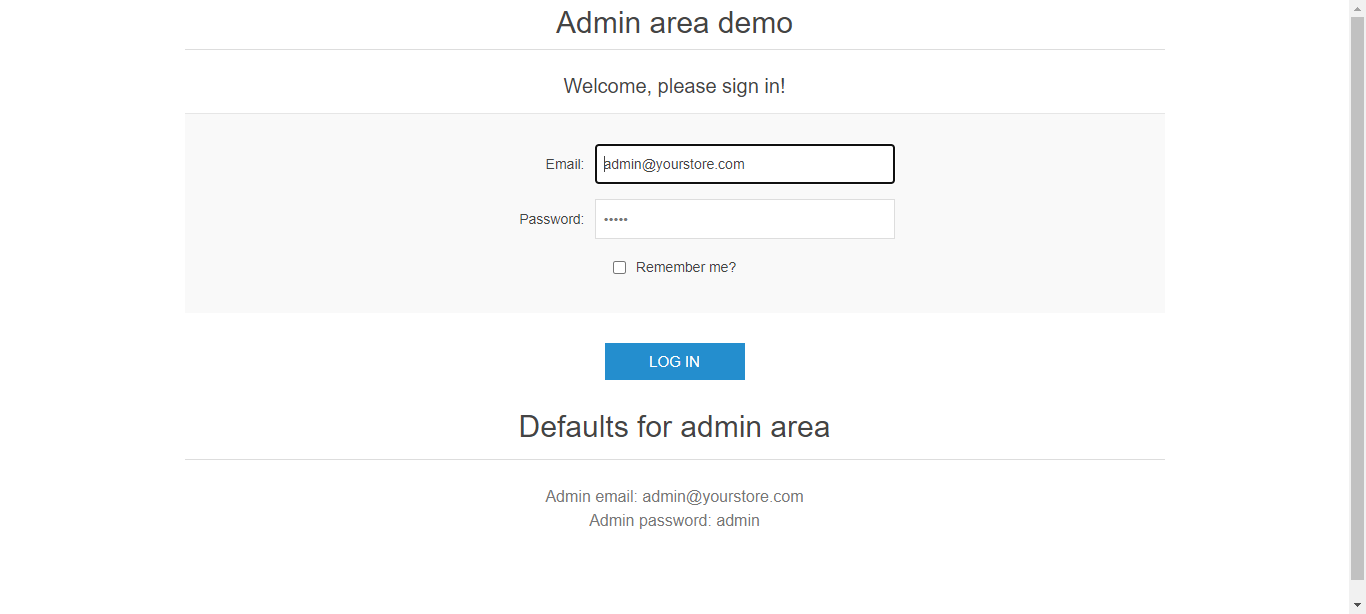 Admin area demo
Welcome, please sign in!
Email: admin@yourstore.com
Password: •••••
Remember me?
LOG IN
Defaults for admin area
Admin email: admin@yourstore.com
Admin password: admin